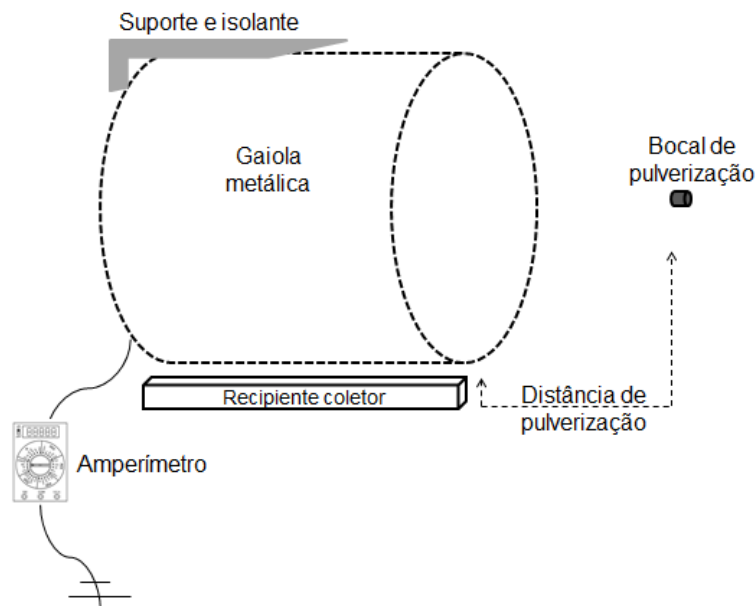 Suporte e isolante
Gaiola
metálica
Bocal de
pulverização
Recipiente coletor
Distância de
pulverização
Amperímetro